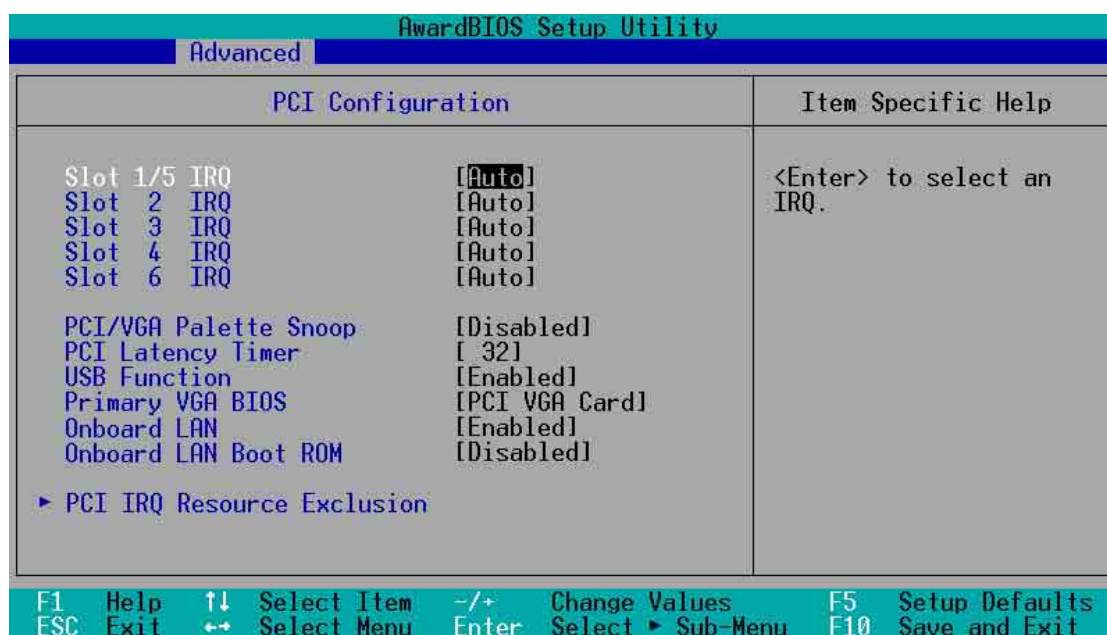 AwardBIOS Setup Utility
Advanced
PCI Configuration
Item Specific Help
Slot 1/5 IRQ [Auto]
Slot 2 IRQ [Auto]
Slot 3 IRQ [Auto]
Slot 4 IRQ [Auto]
Slot 6 IRQ [Auto]
PCI/VGA Palette Snoop [Disabled]
PCI Latency Timer [ 32]
USB Function [Enabled]
Primary VGA BIOS [PCI VGA Card]
Onboard LAN [Enabled]
Onboard LAN Boot ROM [Disabled]
► PCI IRQ Resource Exclusion
<Enter> to select an
IRQ.
F1 Help ↑↓ Select Item -/+ Change Values F5 Setup Defaults
ESC Exit ←→ Select Menu Enter Select ► Sub-Menu F10 Save and Exit